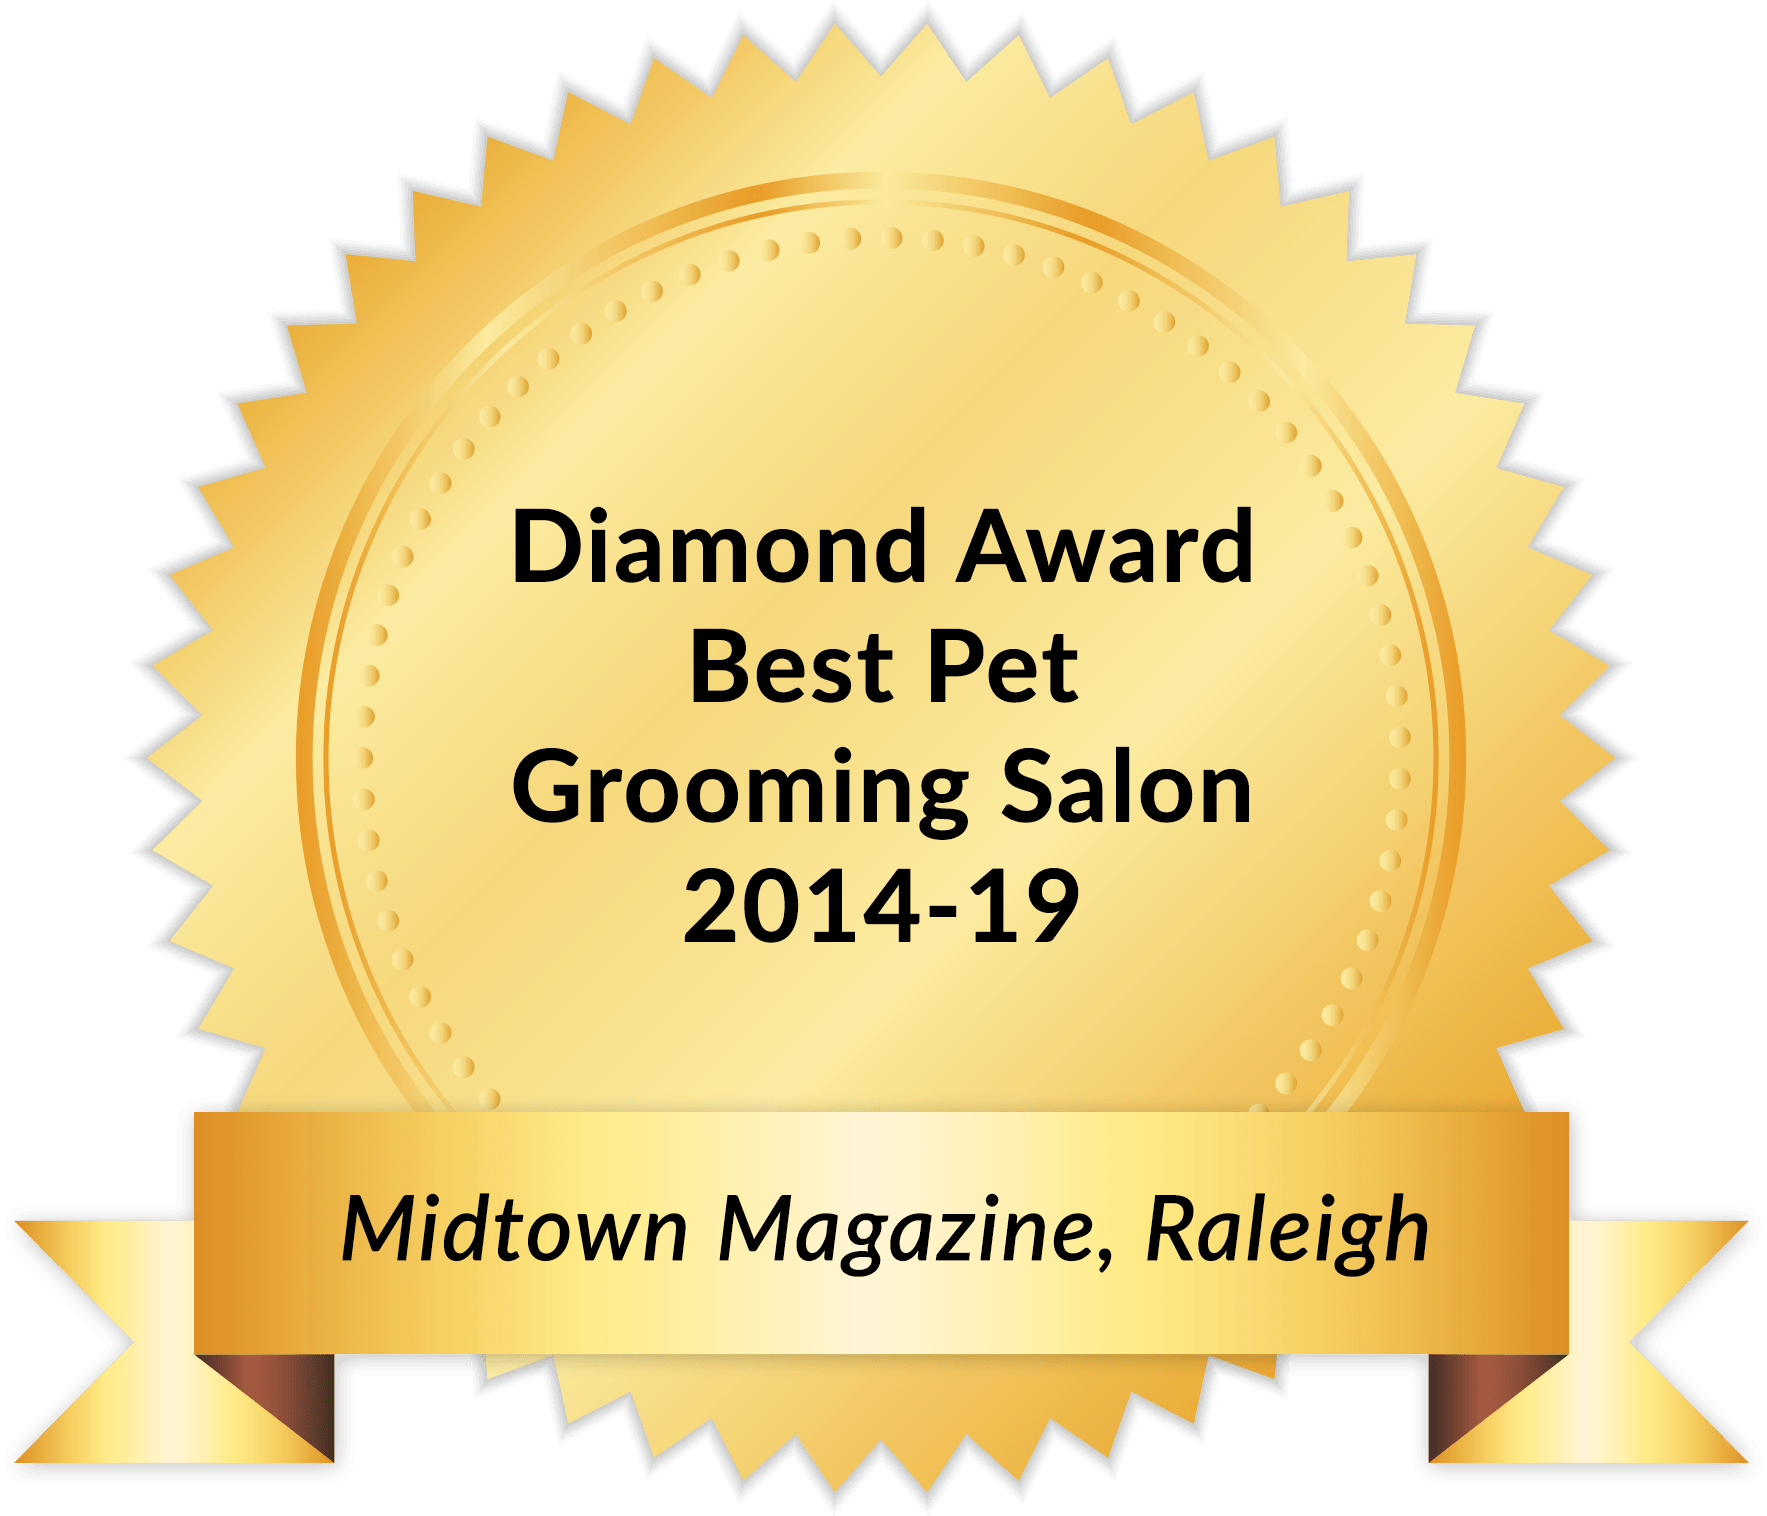 Diamond Award
Best Pet
Grooming Salon
2014-19
Midtown Magazine, Raleigh